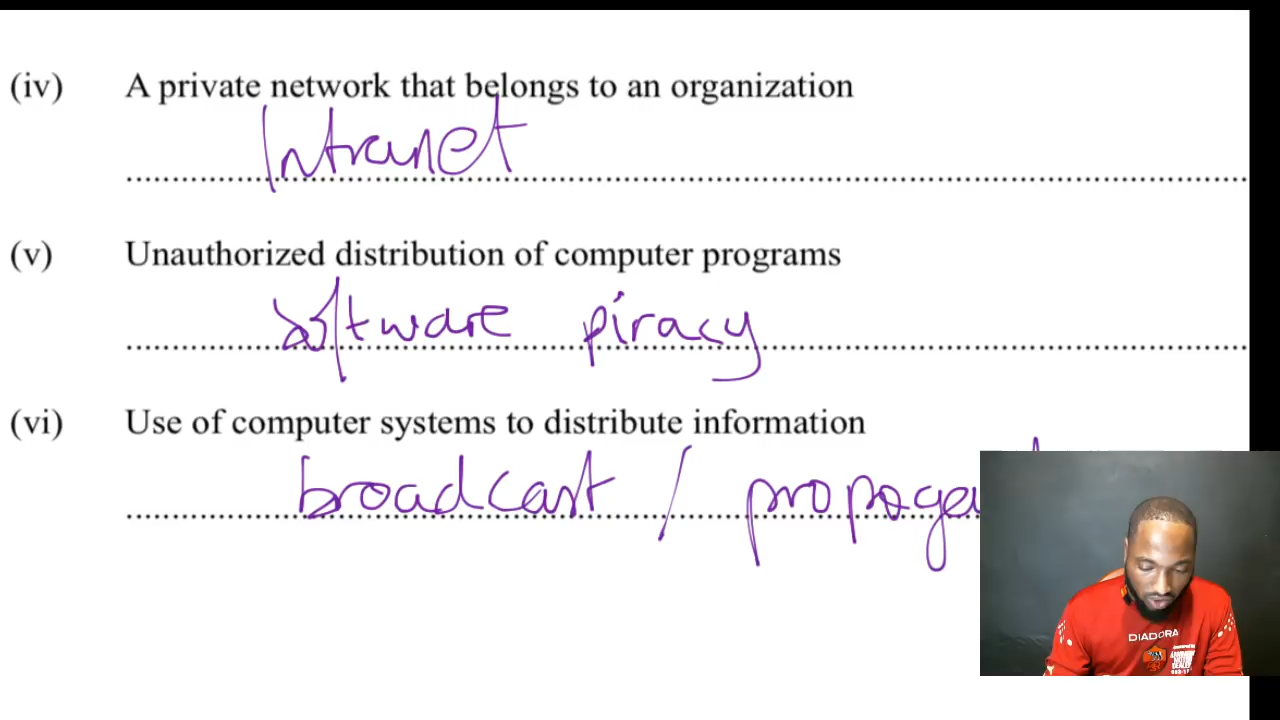 (iv) A private network that belongs to an organization
Intranet
(v) Unauthorized distribution of computer programs
software piracy
(vi) Use of computer systems to distribute information
broadcast /
DIADORA